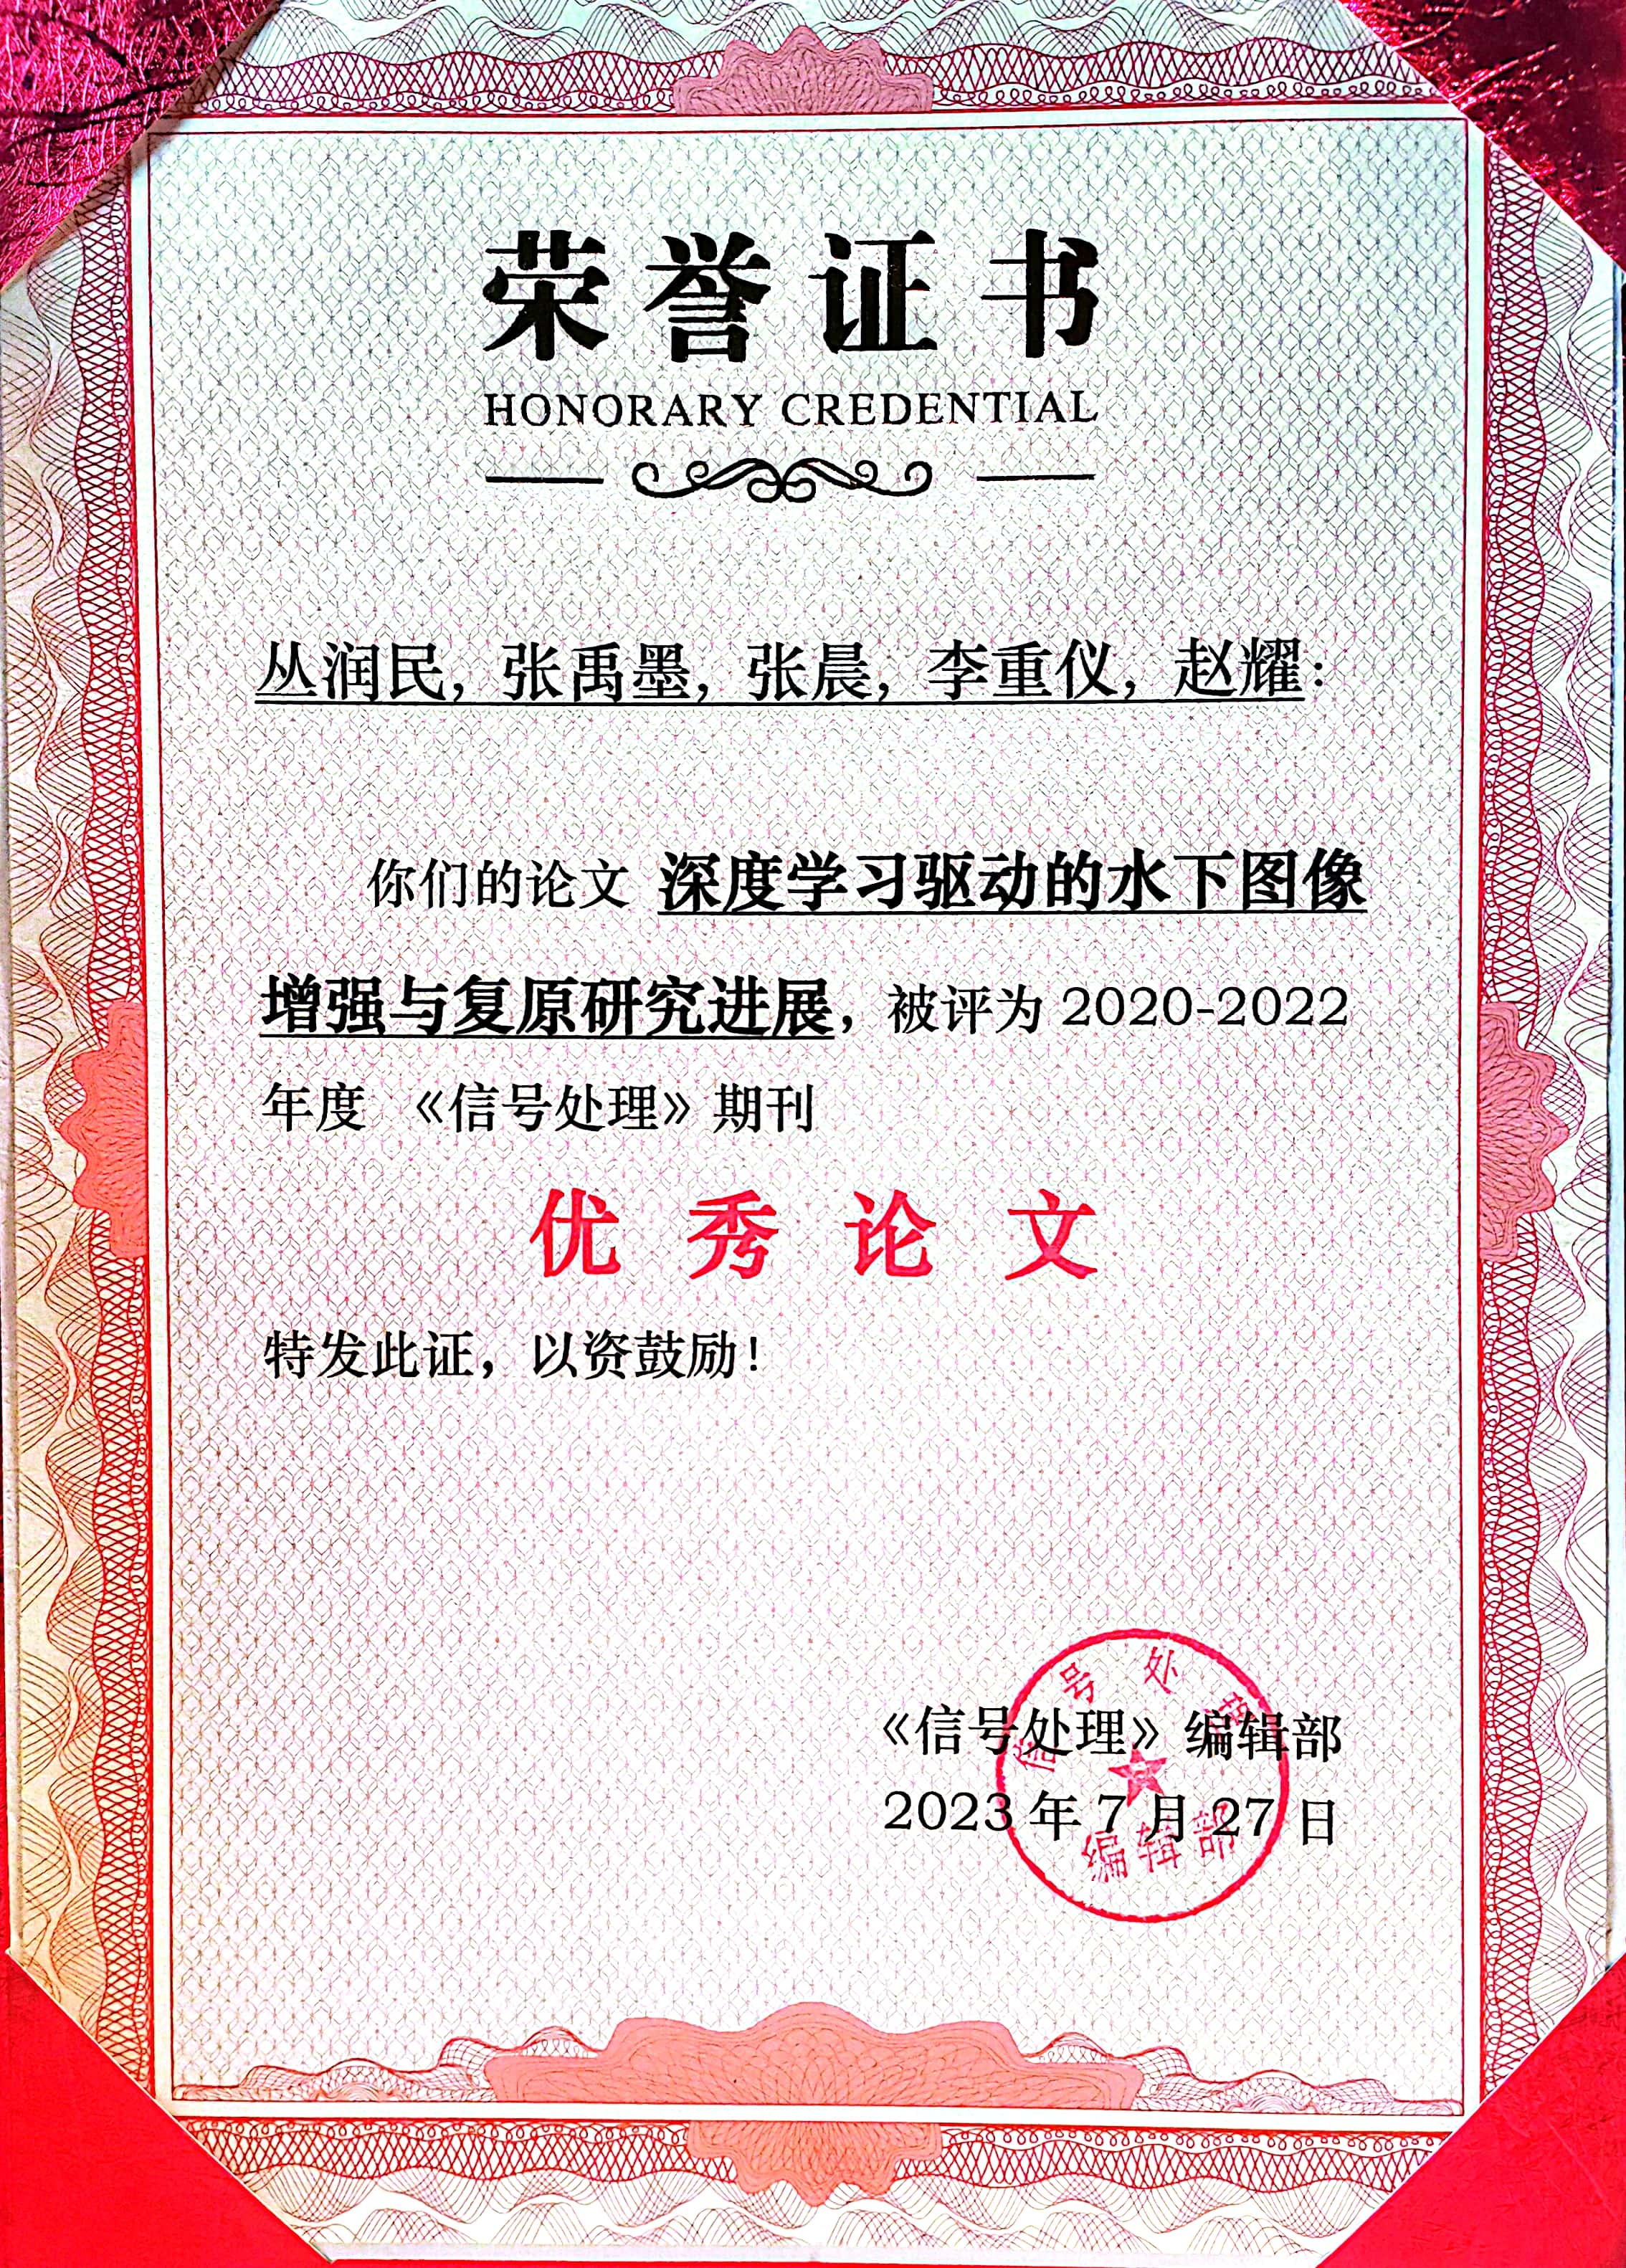 荣誉证书
HONORARY CREDENTIAL
丛润民，张禹墨，张晨，李重仪，赵耀：
你们的论文 深度学习驱动的水下图像
增强与复原研究进展，被评为 2020-2022
年度 《信号处理》期刊
优秀论文
特发此证，以资鼓励！
《信号处理》编辑部
2023 年 7 月 27 日
信号处理
编辑部